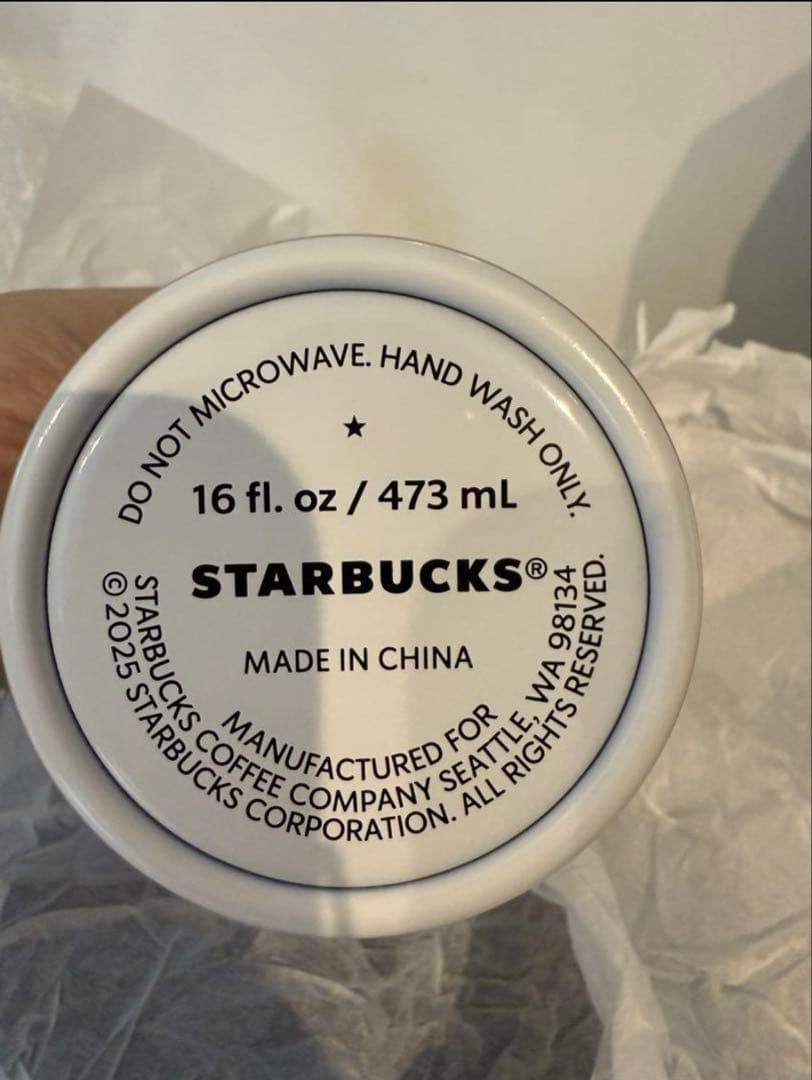 DO NOT MICROWAVE. HAND WASH ONLY.
★
16 fl. oz / 473 mL
STARBUCKS®
MADE IN CHINA
MANUFACTURED FOR
STARBUCKS COFFEE COMPANY SEATTLE, WA 98134
©2025 STARBUCKS CORPORATION. ALL RIGHTS RESERVED.